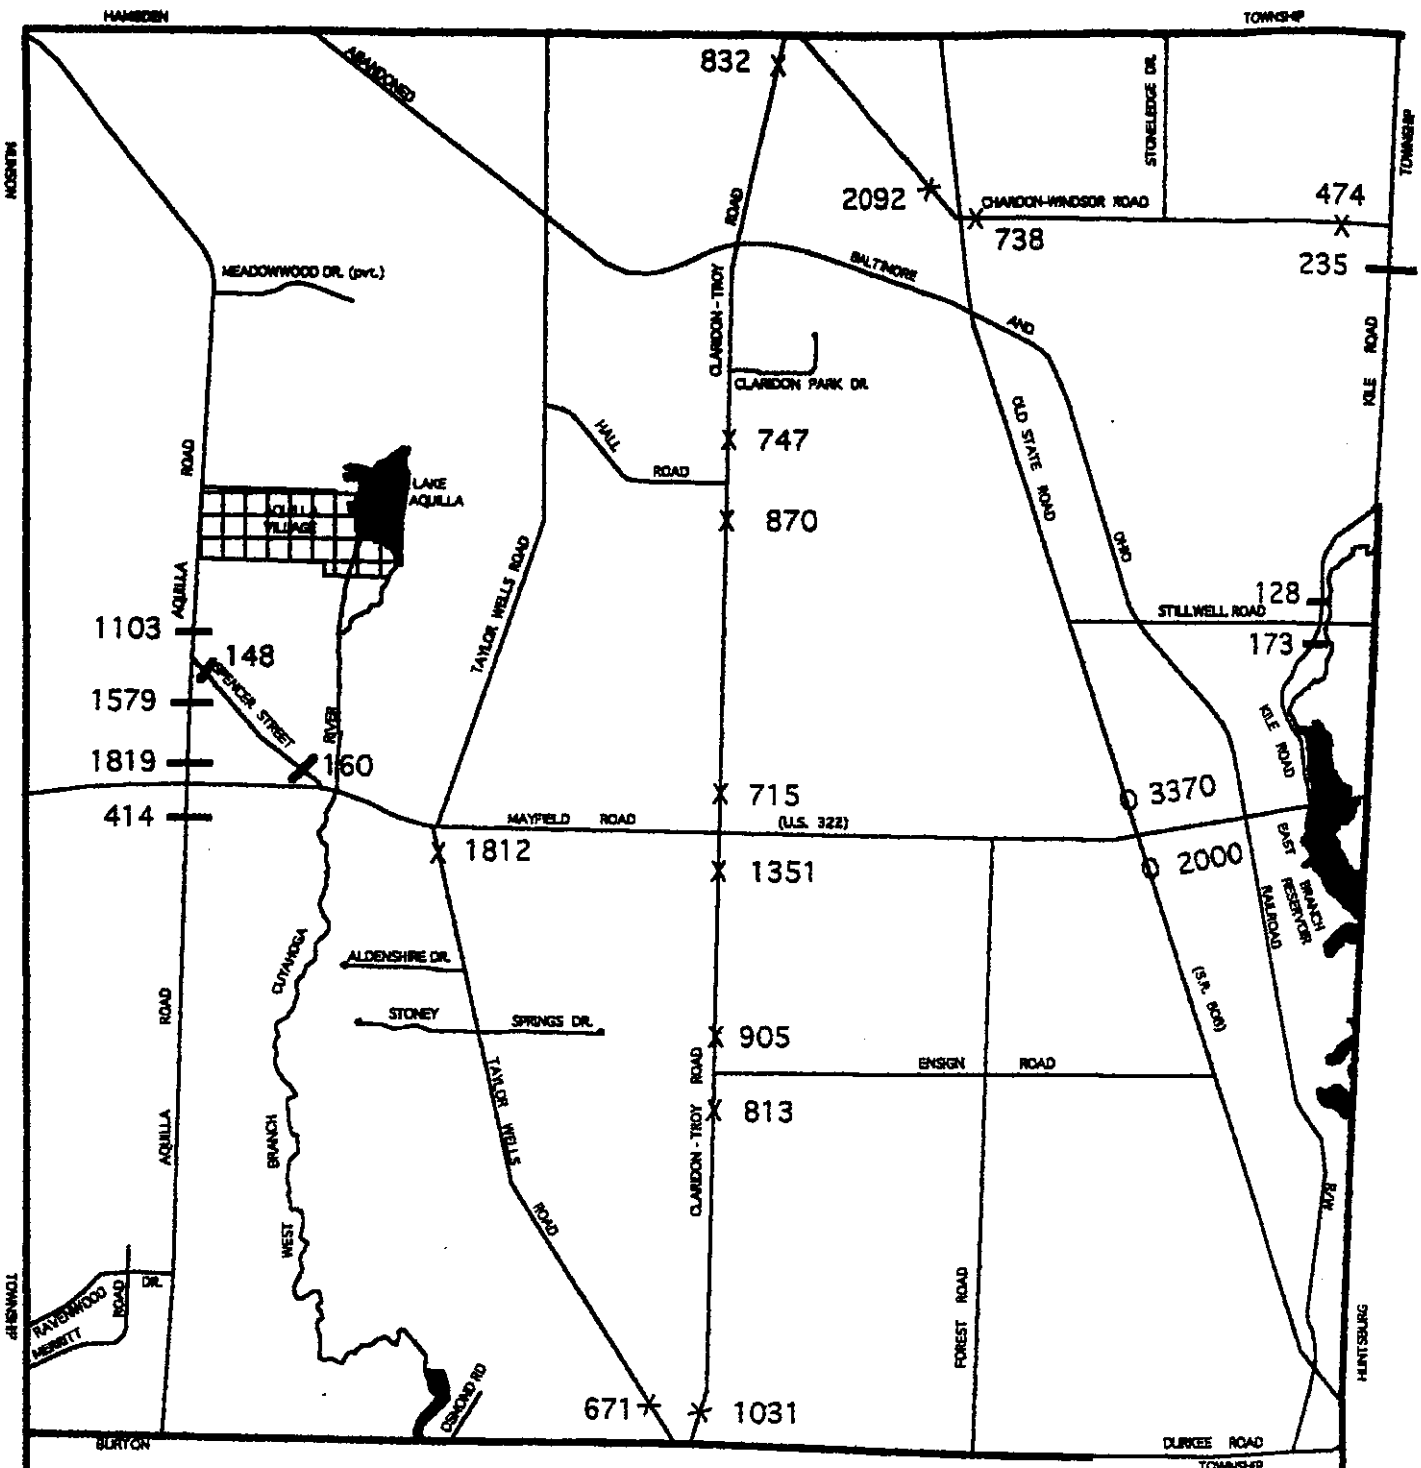 HAMBDEN
TOWNSHIP
ABANDONED
832
STONELEDGE DR.
TOWNSHIP
MUNSON
2092
CHARDON-WINDSOR ROAD
474
738
ROAD
235
MEADOWWOOD DR. (pvt.)
BALTIMORE
CLARIDON-TROY
AND
KILE ROAD
CLARIDON PARK DR.
OLD STATE ROAD
HALL ROAD
747
ROAD
LAKE
AQUILLA
870
VILLAGE
OHIO
TAYLOR WELLS ROAD
AQUILLA
128
STILLWELL ROAD
1103
148
173
SPENCER STREET
1579
RIVER
KILE ROAD
1819
160
715
3370
414
MAYFIELD ROAD
(U.S. 322)
1812
1351
2000
EAST BRANCH
RESERVOIR
RAILROAD
CUYAHOGA
ALDENSHIRE DR.
(S.R. 608)
ROAD
STONEY SPRINGS DR.
905
ENSIGN ROAD
TAYLOR WELLS
CLARIDON-TROY ROAD
813
AQUILLA
BRANCH
R/W
WEST
ROAD
DR.
ROAD
RAVENWOOD
MERRITT
TOWNSHIP
FOREST ROAD
HUNTSBURG
OSMOND RD
671
1031
BURTON
DURKEE ROAD
TOWNSHIP